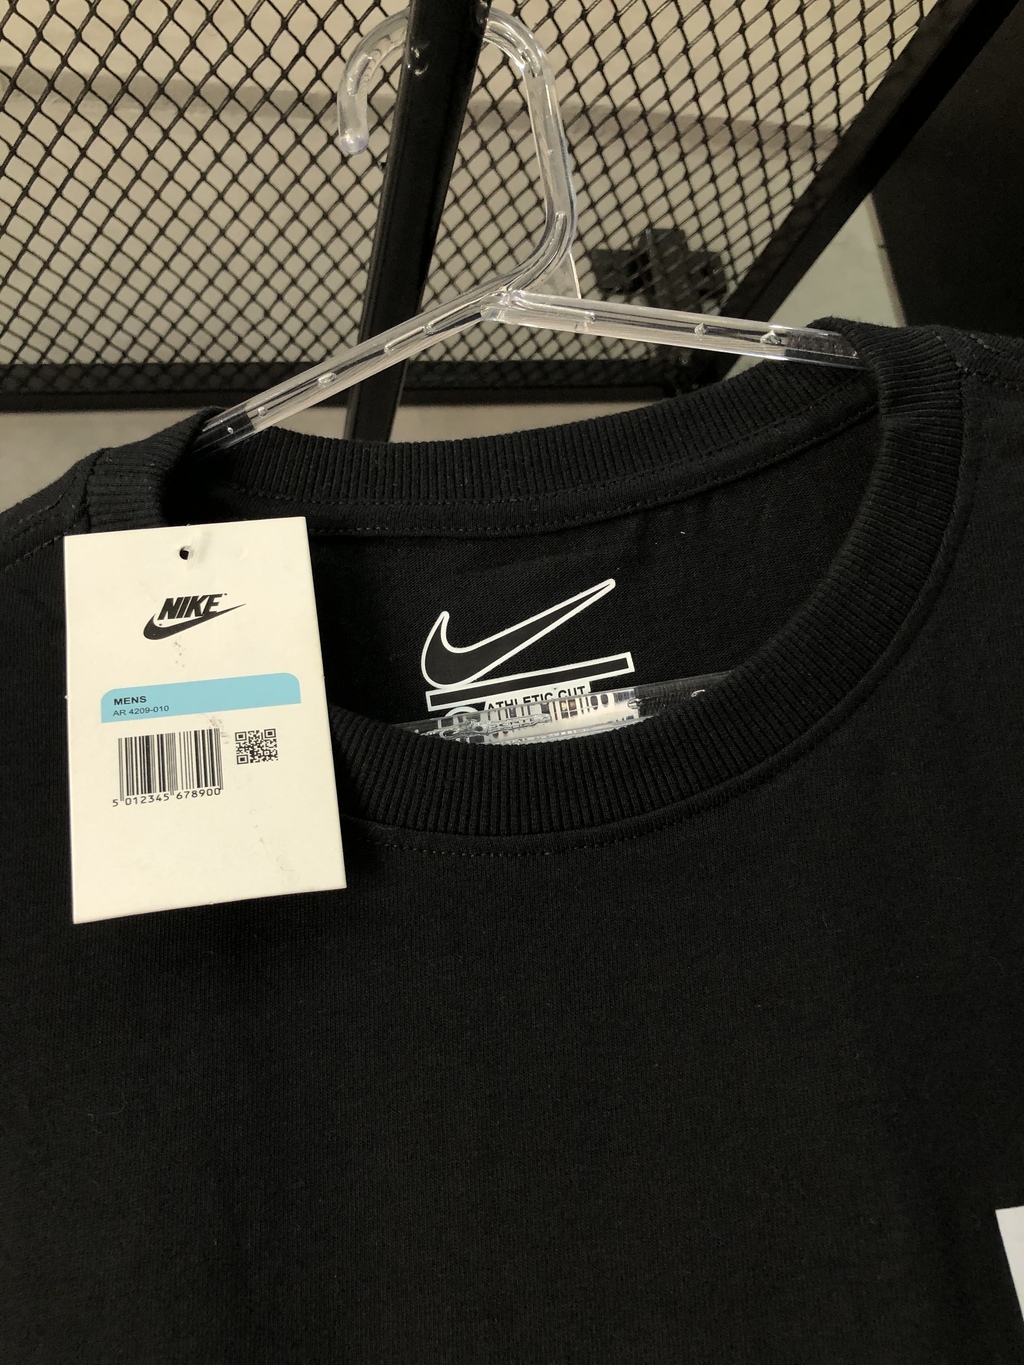 NIKE
MENS
AR 4209-010
5 012345 678900
ATHLETIC CUT